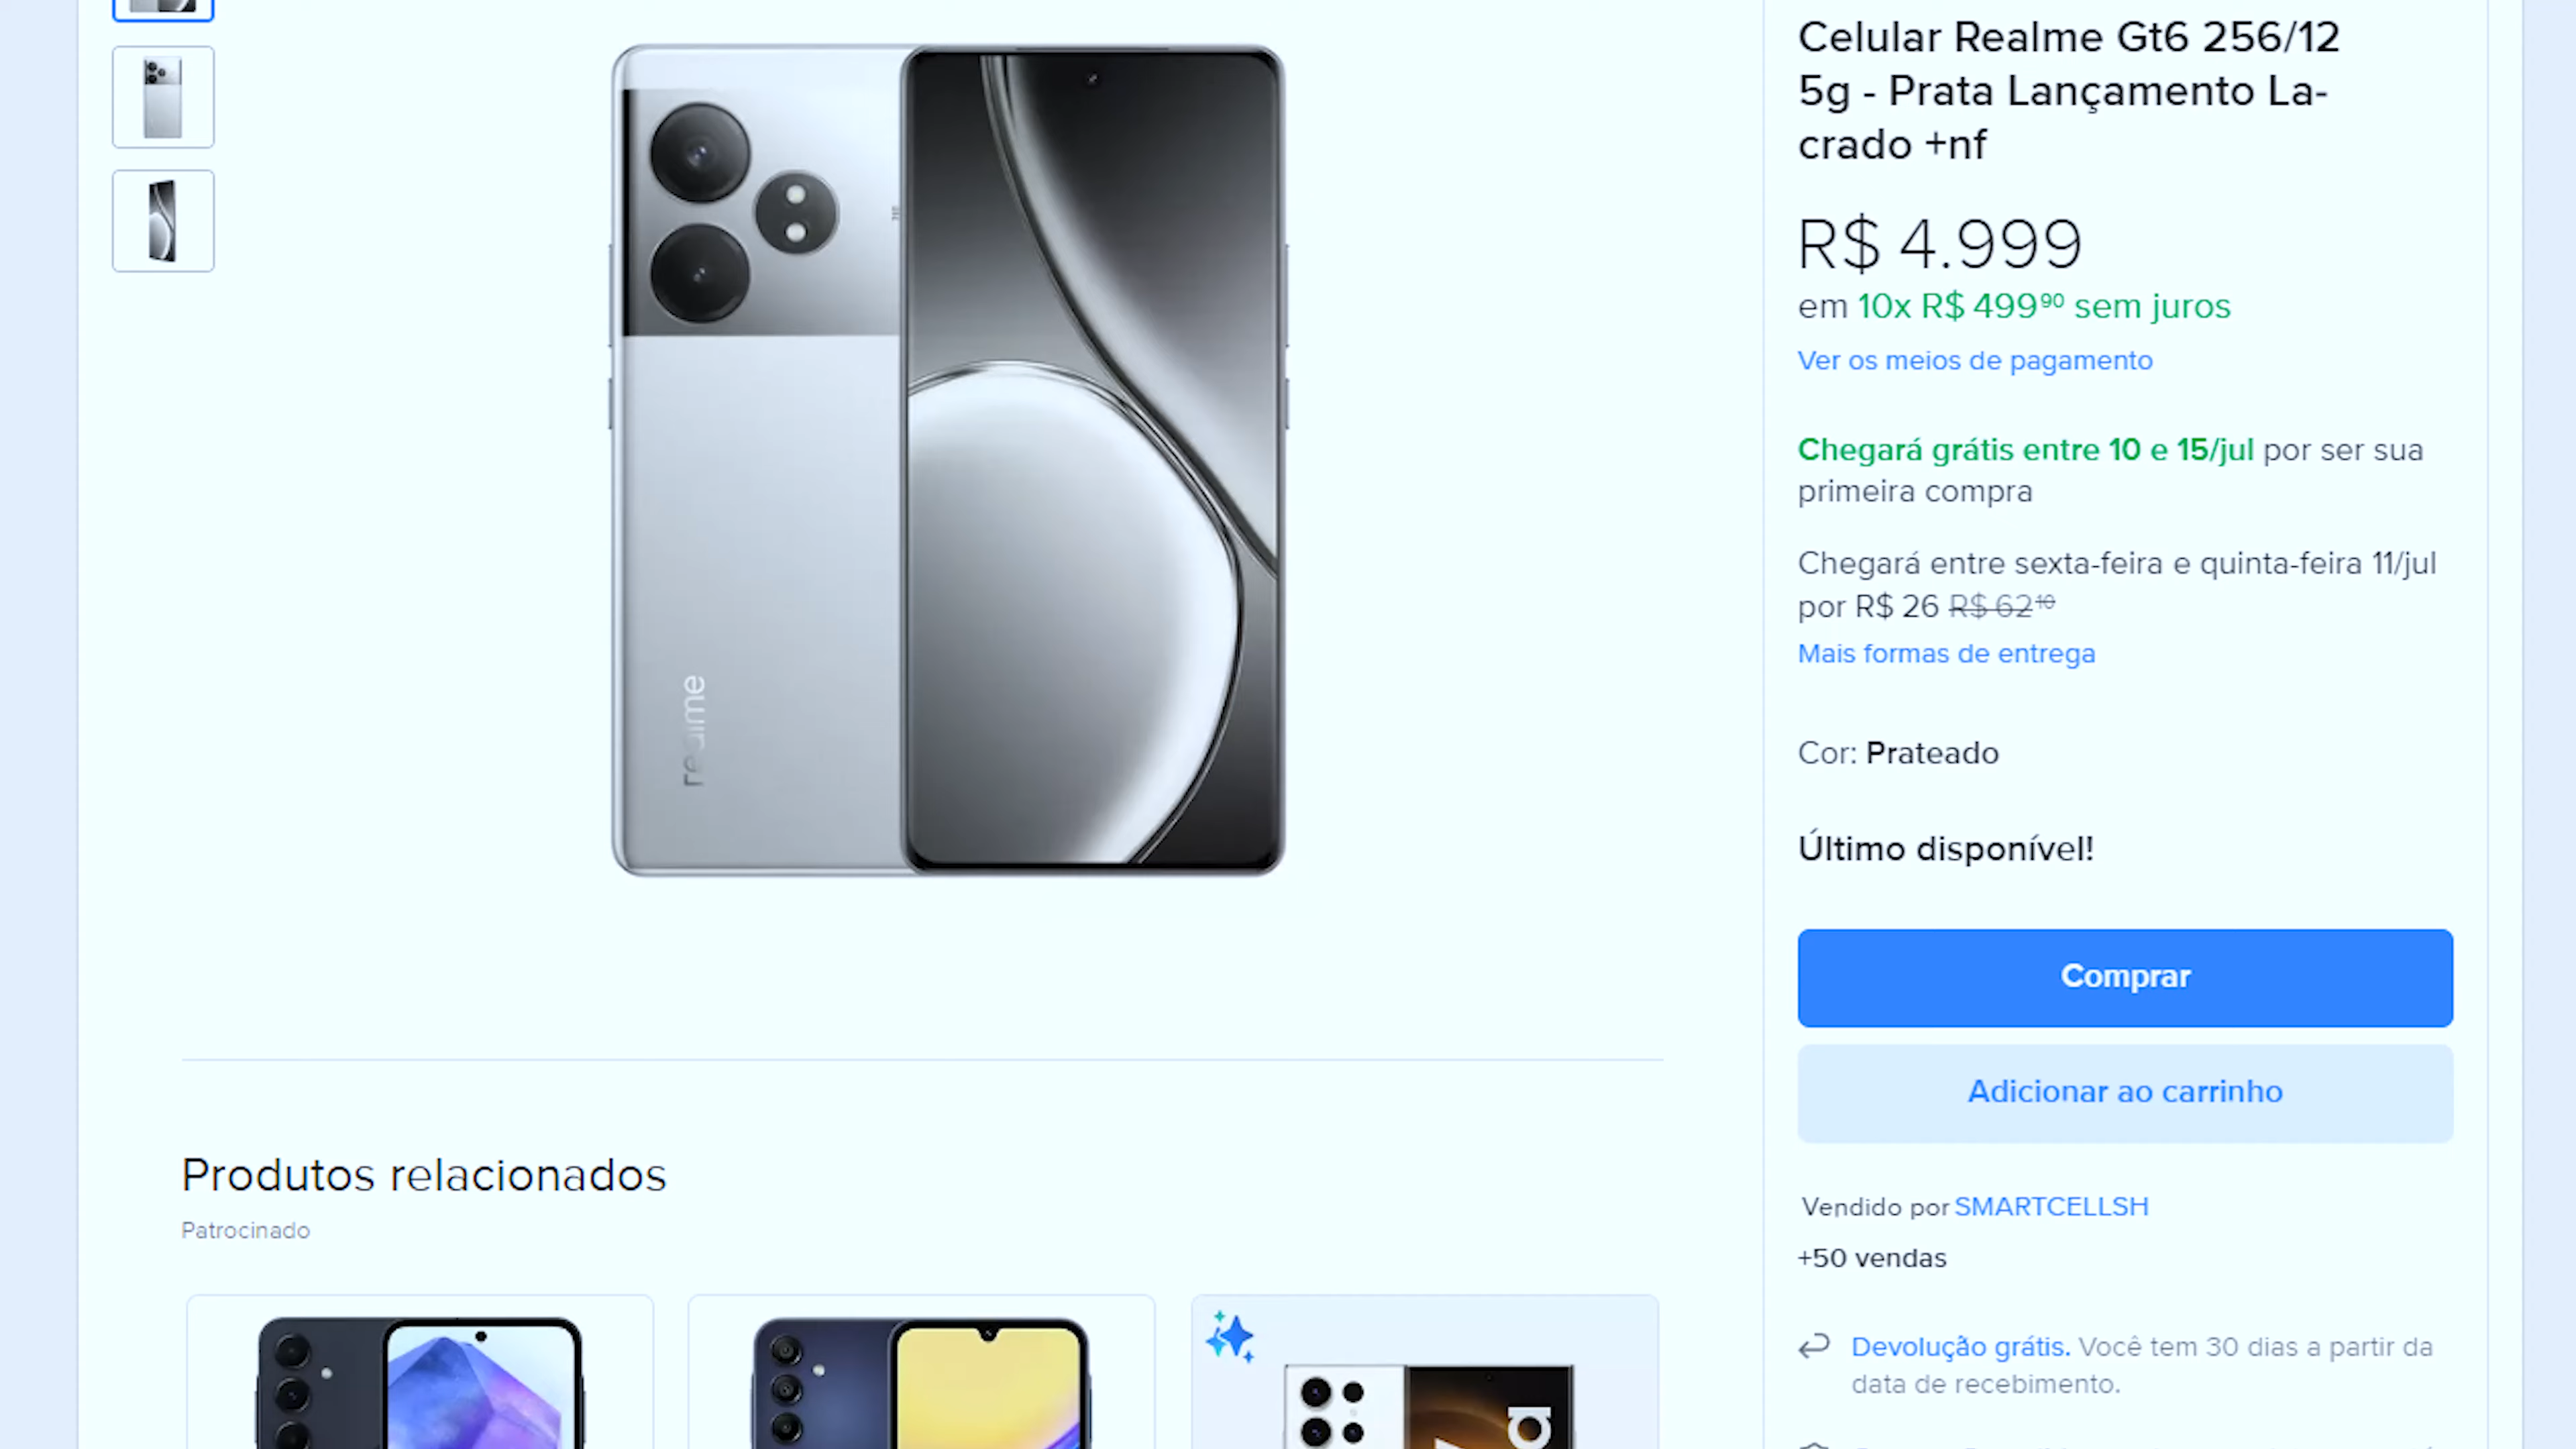 Celular Realme Gt6 256/12
5g - Prata Lançamento La-
crado +nf
R$ 4.999
em 10x R$ 499⁹⁰ sem juros
Ver os meios de pagamento
Chegará grátis entre 10 e 15/jul por ser sua
primeira compra
Chegará entre sexta-feira e quinta-feira 11/jul
por R$ 26 R$ 62¹⁰
Mais formas de entrega
Cor: Prateado
Último disponível!
Comprar
Adicionar ao carrinho
Vendido por SMARTCELLSH
+50 vendas
Devolução grátis. Você tem 30 dias a partir da
data de recebimento.
realme
Produtos relacionados
Patrocinado